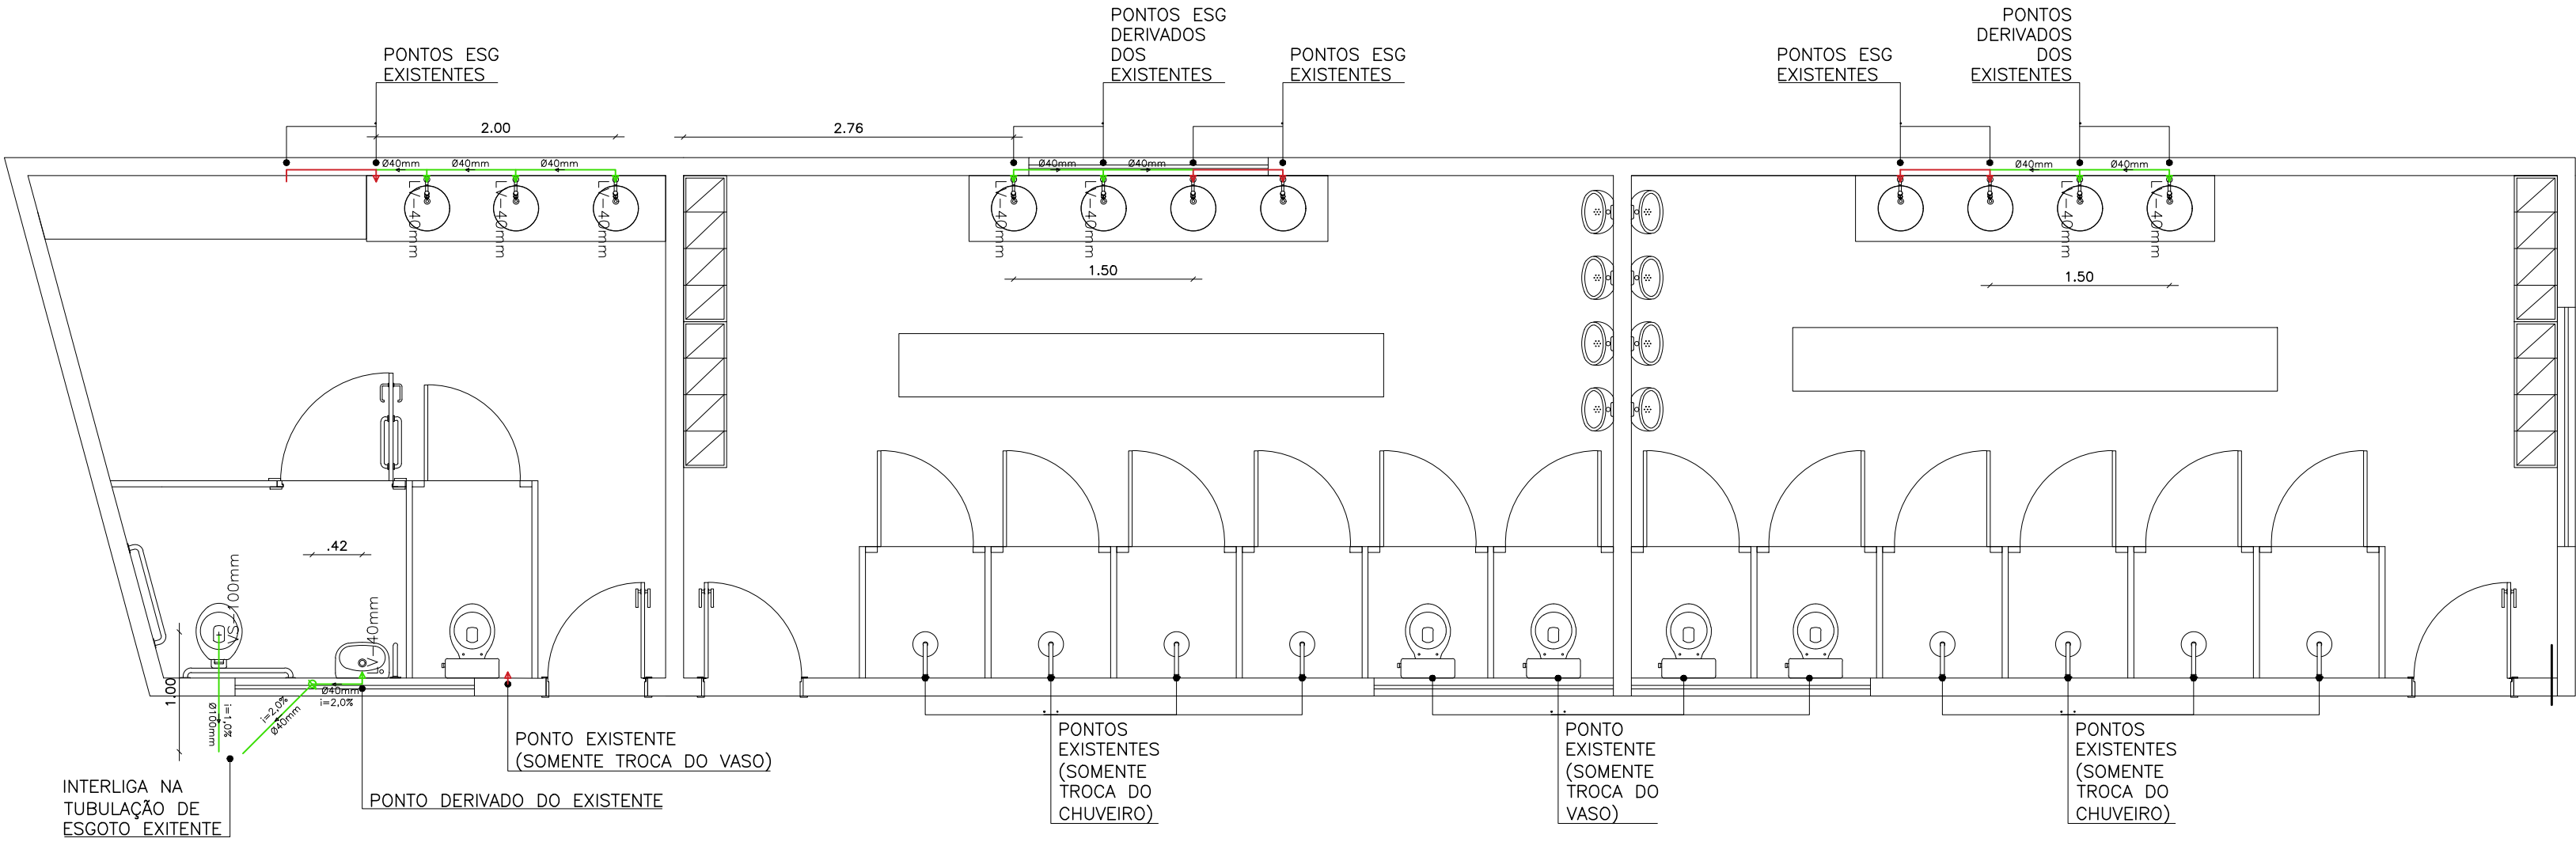 PONTOS ESG
EXISTENTES
PONTOS ESG
DERIVADOS
DOS
EXISTENTES
PONTOS ESG
EXISTENTES
PONTOS ESG
EXISTENTES
PONTOS
DERIVADOS
DOS
EXISTENTES
2.00
2.76
Ø40mm
Ø40mm
Ø40mm
Ø40mm
Ø40mm
Ø40mm
Ø40mm
LV-40mm
LV-40mm
LV-40mm
LV-40mm
LV-40mm
LV-40mm
LV-40mm
1.50
1.50
.42
VS-100mm
LV-40mm
1.00
Ø100mm
i=1,0%
i=2,0%
Ø40mm
Ø40mm
i=2,0%
PONTO EXISTENTE
(SOMENTE TROCA DO VASO)
PONTO DERIVADO DO EXISTENTE
INTERLIGA NA
TUBULAÇÃO DE
ESGOTO EXITENTE
PONTOS
EXISTENTES
(SOMENTE
TROCA DO
CHUVEIRO)
PONTO
EXISTENTE
(SOMENTE
TROCA DO
VASO)
PONTOS
EXISTENTES
(SOMENTE
TROCA DO
CHUVEIRO)